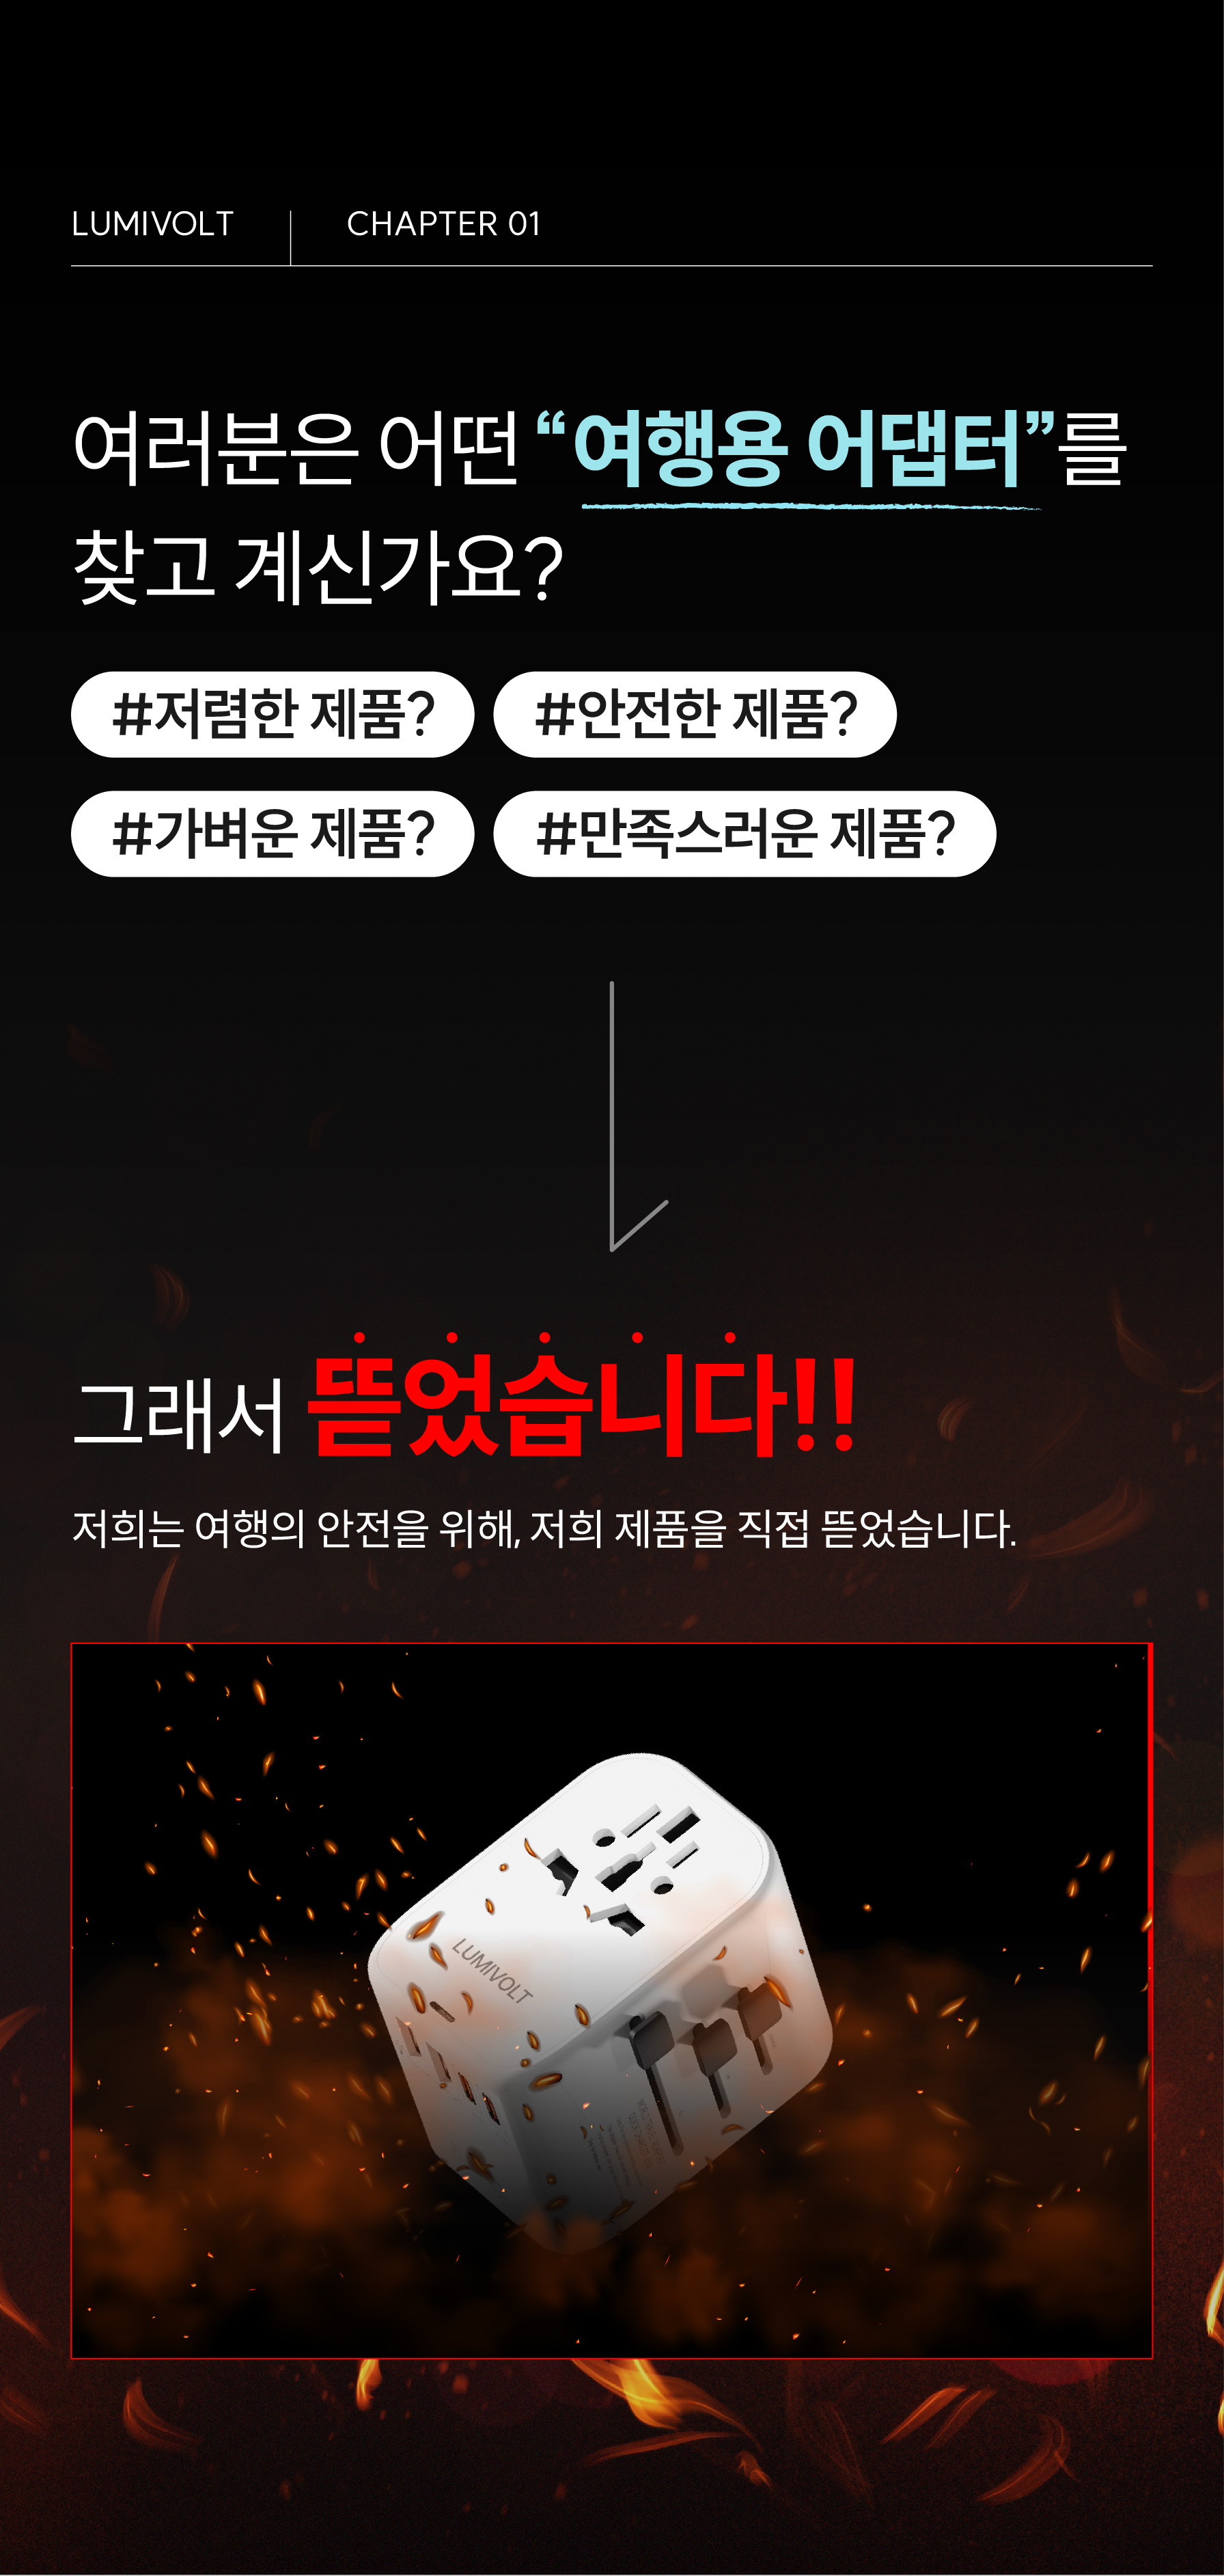 LUMIVOLT
CHAPTER 01
여러분은 어떤 “여행용 어댑터”를
찾고 계신가요?
#저렴한 제품? #안전한 제품?
#가벼운 제품? #만족스러운 제품?
그래서 뜯었습니다!!
저희는 여행의 안전을 위해, 저희 제품을 직접 뜯었습니다.
LUMIVOLT